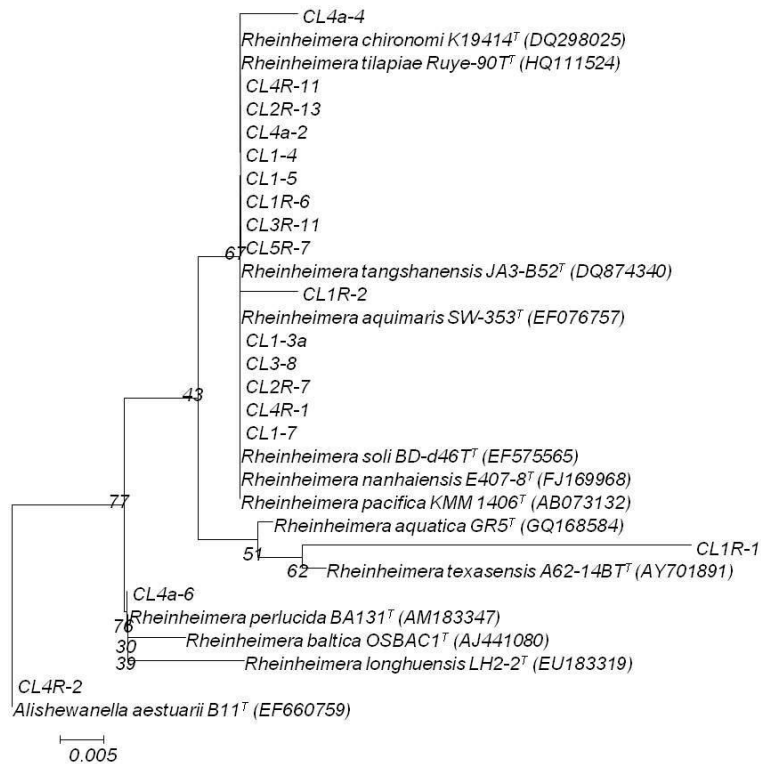 CL4a-4
Rheinheimera chironomi K19414ᵀ (DQ298025)
Rheinheimera tilapiae Ruye-90Tᵀ (HQ111524)
CL4R-11
CL2R-13
CL4a-2
CL1-4
CL1-5
CL1R-6
CL3R-11
67 CL5R-7
Rheinheimera tangshanensis JA3-B52ᵀ (DQ874340)
CL1R-2
Rheinheimera aquimaris SW-353ᵀ (EF076757)
CL1-3a
CL3-8
CL2R-7
43
CL4R-1
CL1-7
Rheinheimera soli BD-d46Tᵀ (EF575565)
Rheinheimera nanhaiensis E407-8ᵀ (FJ169968)
77 Rheinheimera pacifica KMM 1406ᵀ (AB073132)
Rheinheimera aquatica GR5ᵀ (GQ168584)
51 CL1R-1
62 Rheinheimera texasensis A62-14BTᵀ (AY701891)
CL4a-6
76 Rheinheimera perlucida BA131ᵀ (AM183347)
30 Rheinheimera baltica OSBAC1ᵀ (AJ441080)
39 Rheinheimera longhuensis LH2-2ᵀ (EU183319)
CL4R-2
Alishewanella aestuarii B11ᵀ (EF660759)
0.005